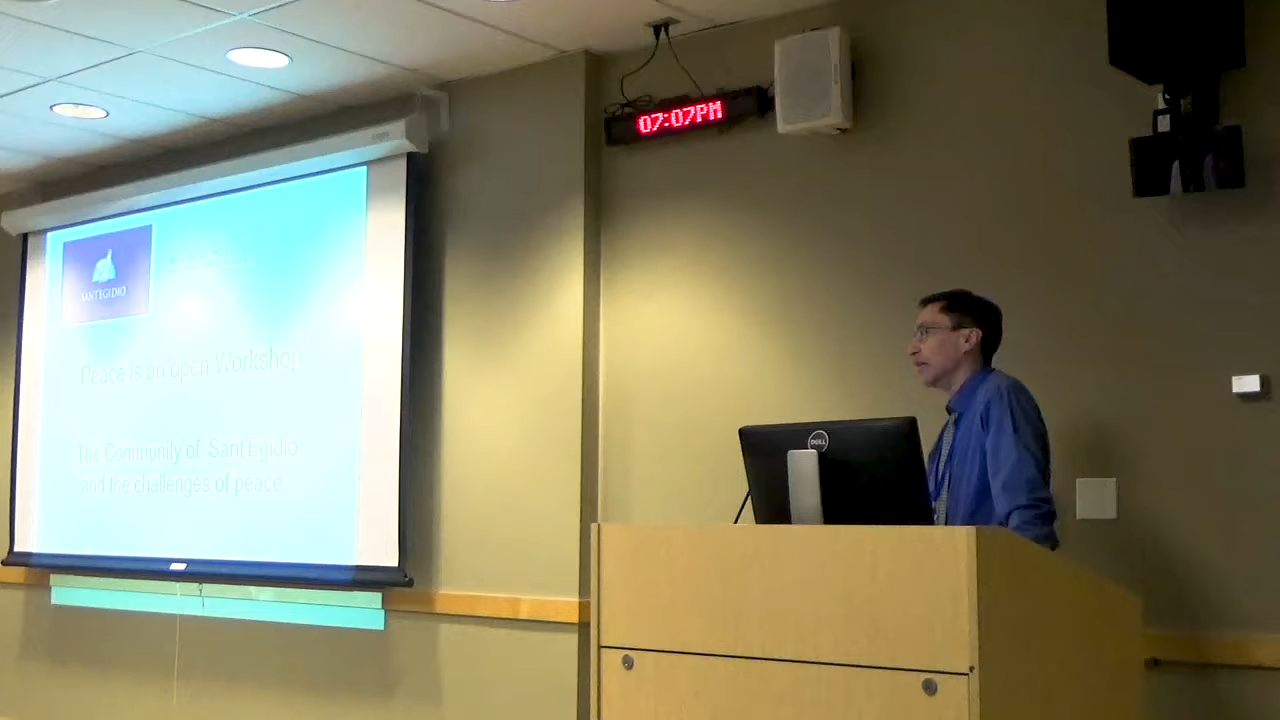 07:07PM
SANT'EGIDIO
Peace is an open Workshop
The Community of Sant'Egidio
and the challenges of peace.
DELL